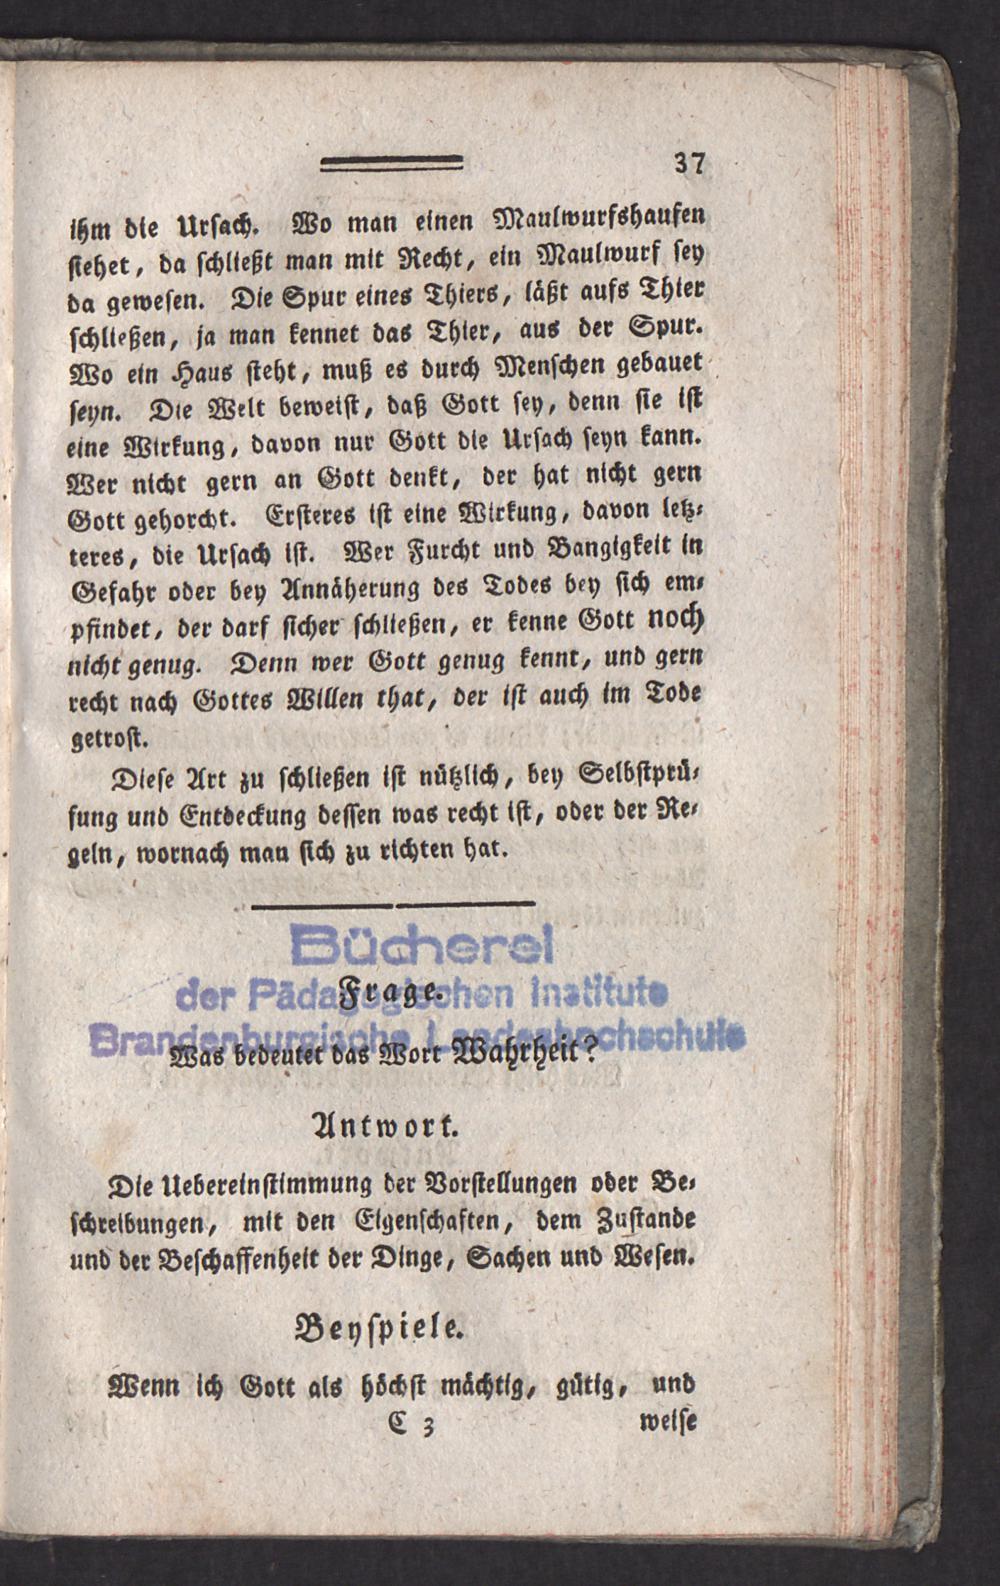 37
ihm die Ursach. Wo man einen Maulwurfshaufen
stehet, da schließt man mit Recht, ein Maulwurf sey
da gewesen. Die Spur eines Thiers, läßt aufs Thier
schließen, ja man kennet das Thier, aus der Spur.
Wo ein Haus steht, muß es durch Menschen gebauet
seyn. Die Welt beweist, daß Gott sey, denn sie ist
eine Wirkung, davon nur Gott die Ursach seyn kann.
Wer nicht gern an Gott denkt, der hat nicht gern
Gott gehorcht. Ersteres ist eine Wirkung, davon letz-
teres, die Ursach ist. Wer Furcht und Bangigkeit in
Gefahr oder bey Annäherung des Todes bey sich em-
pfindet, der darf sicher schließen, er kenne Gott noch
nicht genug. Denn wer Gott genug kennt, und gern
recht nach Gottes Willen that, der ist auch im Tode
getrost.
Diese Art zu schließen ist nützlich, bey Selbstprü-
fung und Entdeckung dessen was recht ist, oder der Re-
geln, wornach man sich zu richten hat.
Bücherei
der Pädagogischen Institute
Brandenburgische Landeshochschule
Frage.
Was bedeutet das Wort Wahrheit?
Antwort.
Die Uebereinstimmung der Vorstellungen oder Be-
schreibungen, mit den Eigenschaften, dem Zustande
und der Beschaffenheit der Dinge, Sachen und Wesen.
Beyspiele.
Wenn ich Gott als höchst mächtig, gütig, und
C 3 weise